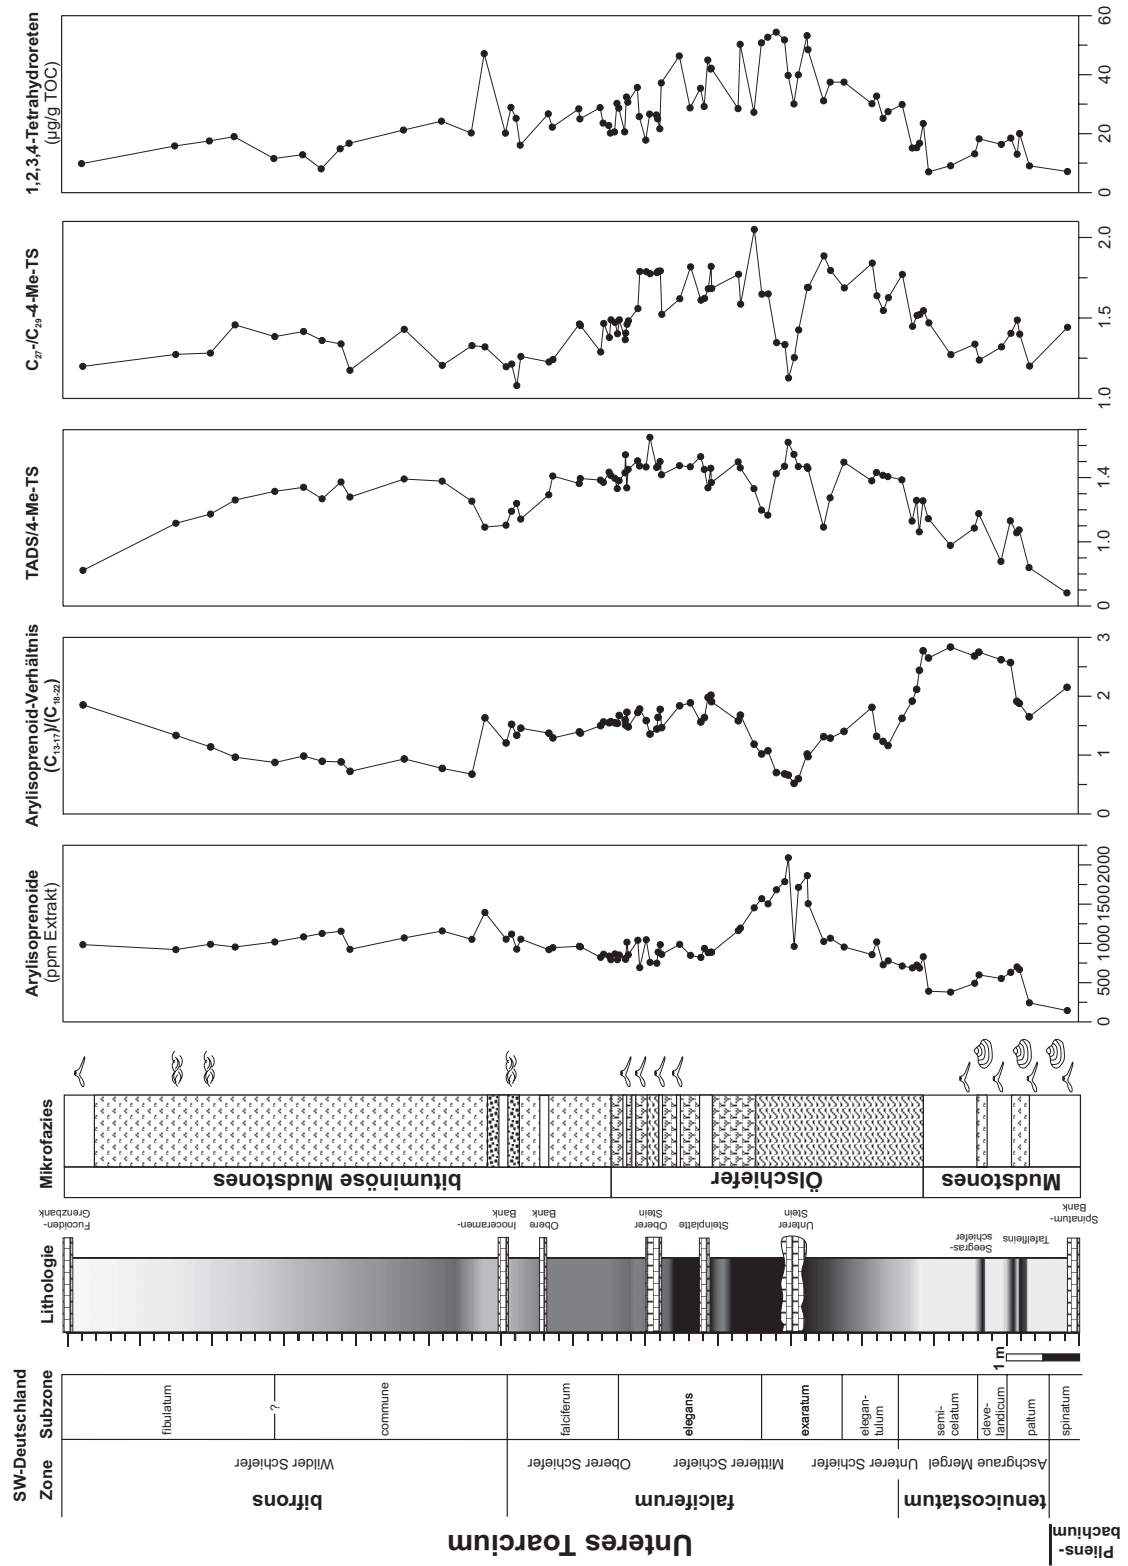 SW-Deutschland
Zone
Subzone
Lithologie
Mikrofazies
Arylisoprenoide
(ppm Extrakt)
Arylisoprenoid-Verhältnis
(C13-17)/(C18-22)
TADS/4-Me-TS
C27-/C29-4-Me-TS
1,2,3,4-Tetrahydroreten
(µg/g TOC)
Unteres Toarcium
Pliens-
bachium
bifrons
falciferum
tenuicostatum
Wilder Schiefer
Oberer Schiefer
Mittlerer Schiefer
Unterer Schiefer
Aschgraue Mergel
fibulatum
?
commune
falciferum
elegans
exaratum
elegan-
tulum
semi-
celatum
cleve-
landicum
paltum
spinatum
1 m
Fucoiden-
Grenzbank
Inoceramen-
Bank
Obere
Bank
Oberer
Stein
Steinplatte
Unterer
Stein
Seegras-
schiefer
Tafelfleins
Spinatum-
Bank
bituminöse Mudstones
Ölschiefer
Mudstones
0
500
1000
1500
2000
0
1
2
3
0
1.0
1.4
1.0
1.5
2.0
0
20
40
60